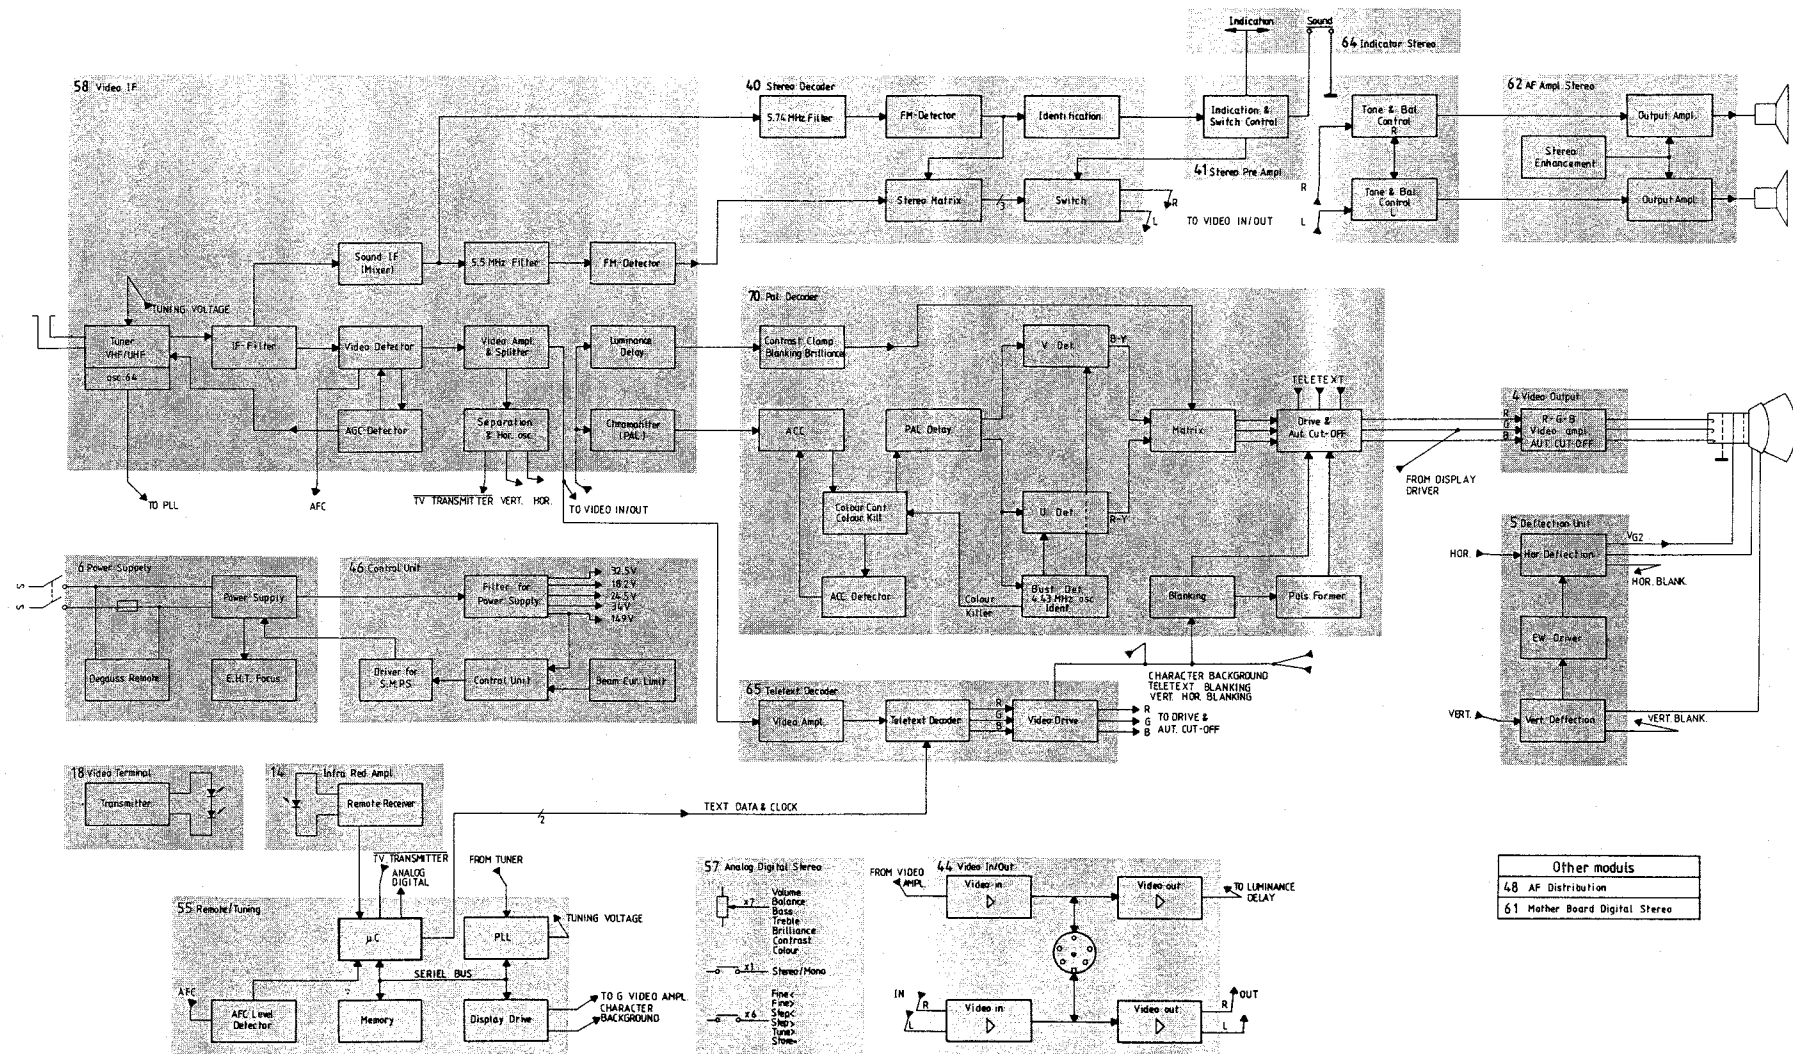 Indication
Sound
64 Indicator Stereo
58 Video IF
40 Stereo Decoder
5.74 MHz Filter
FM-Detector
Identification
Indication &
Switch Control
41 Stereo Pre Ampl
Tone & Bal.
Control
R
62 AF Ampl. Stereo
Output Ampl.
Stereo
Enhancement
Stereo Matrix
3
Switch
R
L
TO VIDEO IN/OUT
R
L
Tone & Bal.
Control
L
Output Ampl.
Sound IF
(Mixer)
5.5 MHz Filter
FM-Detector
TUNING VOLTAGE
Tuner
VHF/UHF
osc. 64
IF-Filter
Video Detector
Video Ampl.
& Splitter
Luminance
Delay
AGC-Detector
Separation
& Hor. osc.
Chromafilter
(PAL)
TO PLL
AFC
TV TRANSMITTER
VERT.
HOR.
TO VIDEO IN/OUT
70 Pal Decoder
Contrast Clamp
Blanking Brilliance
V. Det.
B-Y
TELETEXT
ACC
PAL Delay
Matrix
Drive &
Aut. Cut-OFF
Colour Cont.
Colour Kill
U. Det.
R-Y
ACC Detector
Colour
Killer
Bust Det.
4.43 MHz osc
Ident.
Blanking
Puls Former
4 Video Output
R
G
B
R-G-B
Video ampl.
AUT. CUT-OFF
FROM DISPLAY
DRIVER
5 Deflection Unit
HOR.
Hor. Deflection
VG2
HOR. BLANK.
EW. Driver
VERT.
Vert. Deflection
VERT. BLANK.
6 Power Suppely
S
S
Power Supply
Degauss Remote
E.H.T. Focus
46 Control Unit
Filter for
Power Supply
32.5V
18.2V
24.5V
34V
149V
Driver for
S.M.P.S
Control Unit
Beam Cur. Limit
65 Teletext Decoder
Video Ampl.
Teletext Decoder
R
G
B
Video Drive
R
G
B
TO DRIVE &
AUT. CUT-OFF
CHARACTER BACKGROUND
TELETEXT BLANKING
VERT. HOR. BLANKING
18 Video Terminal
Transmitter
14 Infra Red Ampl.
Remote Receiver
2
TEXT DATA & CLOCK
TV TRANSMITTER
ANALOG
DIGITAL
FROM TUNER
55 Remote/Tuning
µC
PLL
TUNING VOLTAGE
SERIEL BUS
AFC
AFC Level
Detector
Memory
Display Drive
TO G VIDEO AMPL.
CHARACTER
BACKGROUND
57 Analog Digital Stereo
x7
Volume
Balance
Bass
Treble
Brilliance
Contrast
Colour
x1
Stereo/Mono
x6
Fine<
Fine>
Step<
Step>
Tune>
Store-
44 Video In/Out
FROM VIDEO
AMPL.
Video in
Video out
TO LUMINANCE
DELAY
IN
R
L
Video in
Video out
R
L
OUT
Other moduls
48 AF Distribution
61 Mother Board Digital Stereo